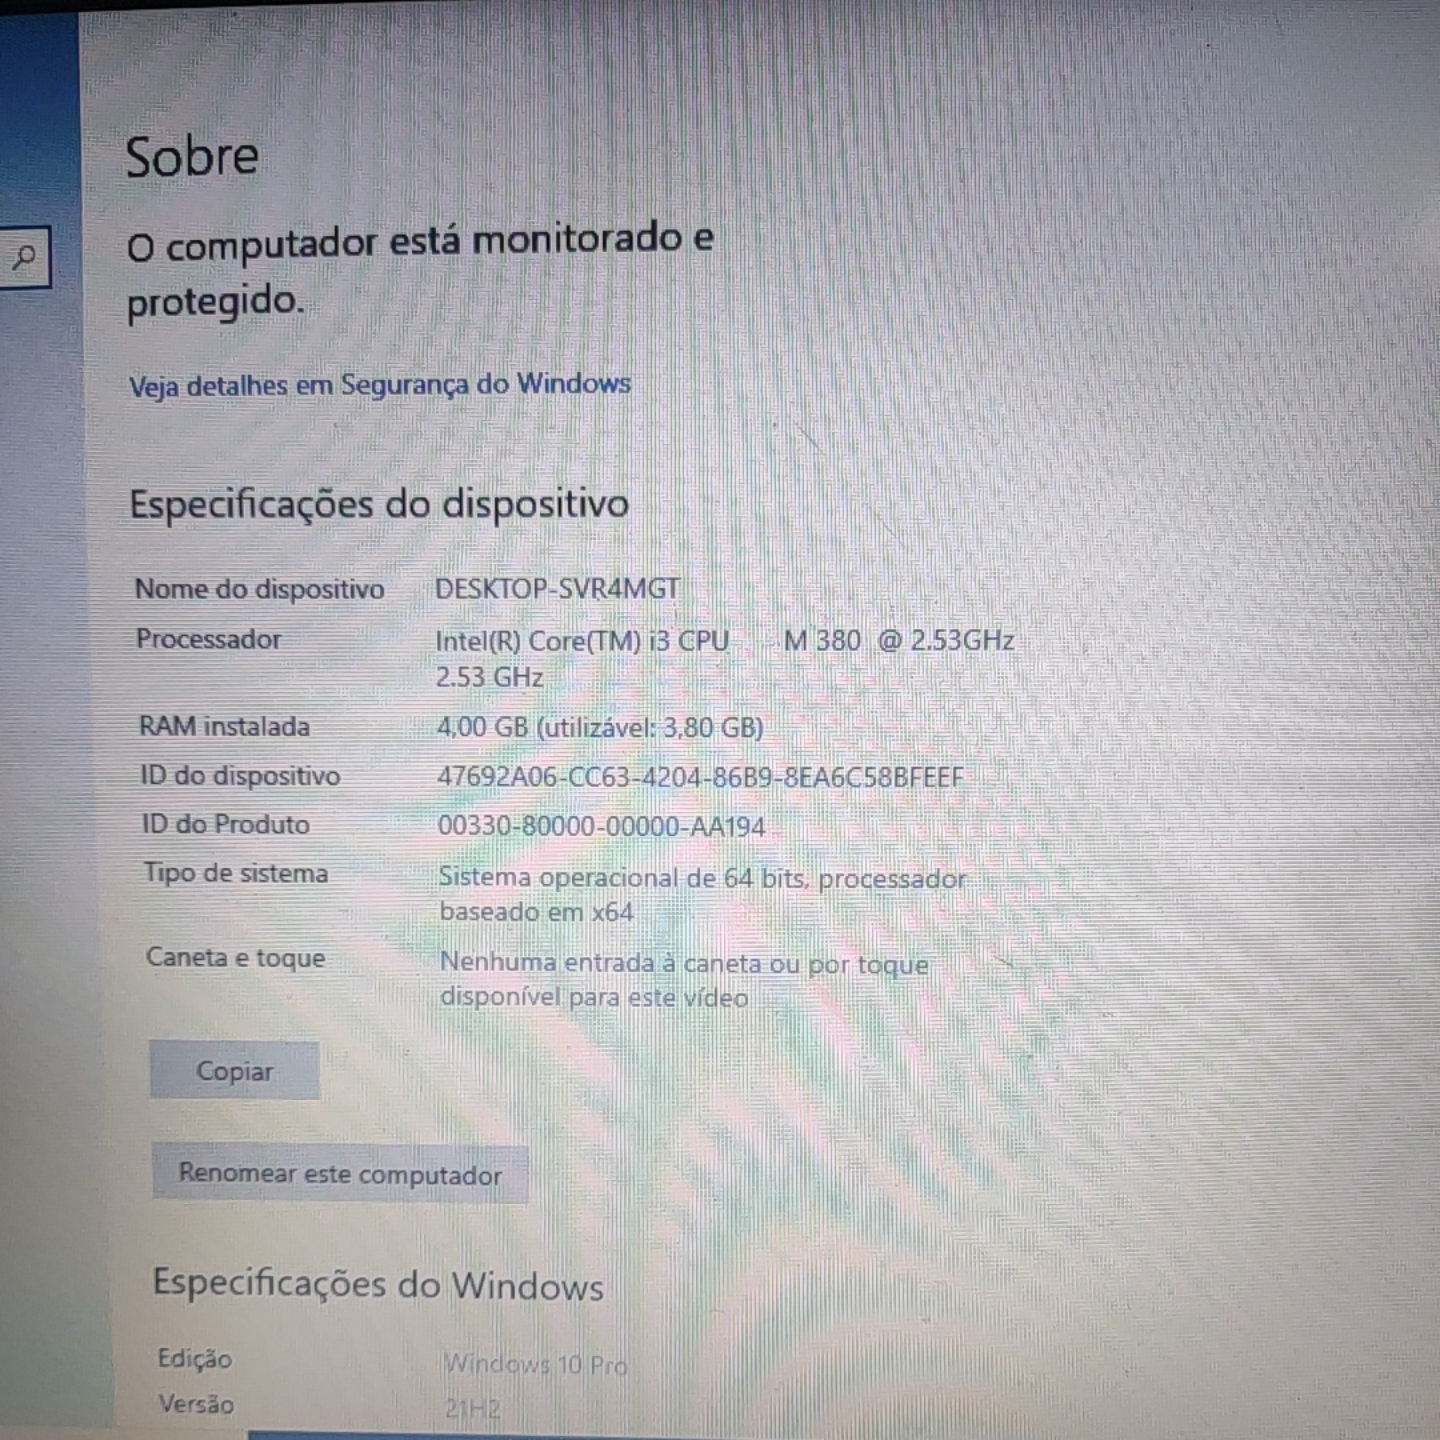 Sobre
O computador está monitorado e
protegido.
Veja detalhes em Segurança do Windows
Especificações do dispositivo
Nome do dispositivo DESKTOP-SVR4MGT
Processador Intel(R) Core(TM) i3 CPU M 380 @ 2.53GHz
2.53 GHz
RAM instalada 4,00 GB (utilizável: 3,80 GB)
ID do dispositivo 47692A06-CC63-4204-86B9-8EA6C58BFEEF
ID do Produto 00330-80000-00000-AA194
Tipo de sistema Sistema operacional de 64 bits, processador
baseado em x64
Caneta e toque Nenhuma entrada à caneta ou por toque
disponível para este vídeo
Copiar
Renomear este computador
Especificações do Windows
Edição Windows 10 Pro
Versão 21H2